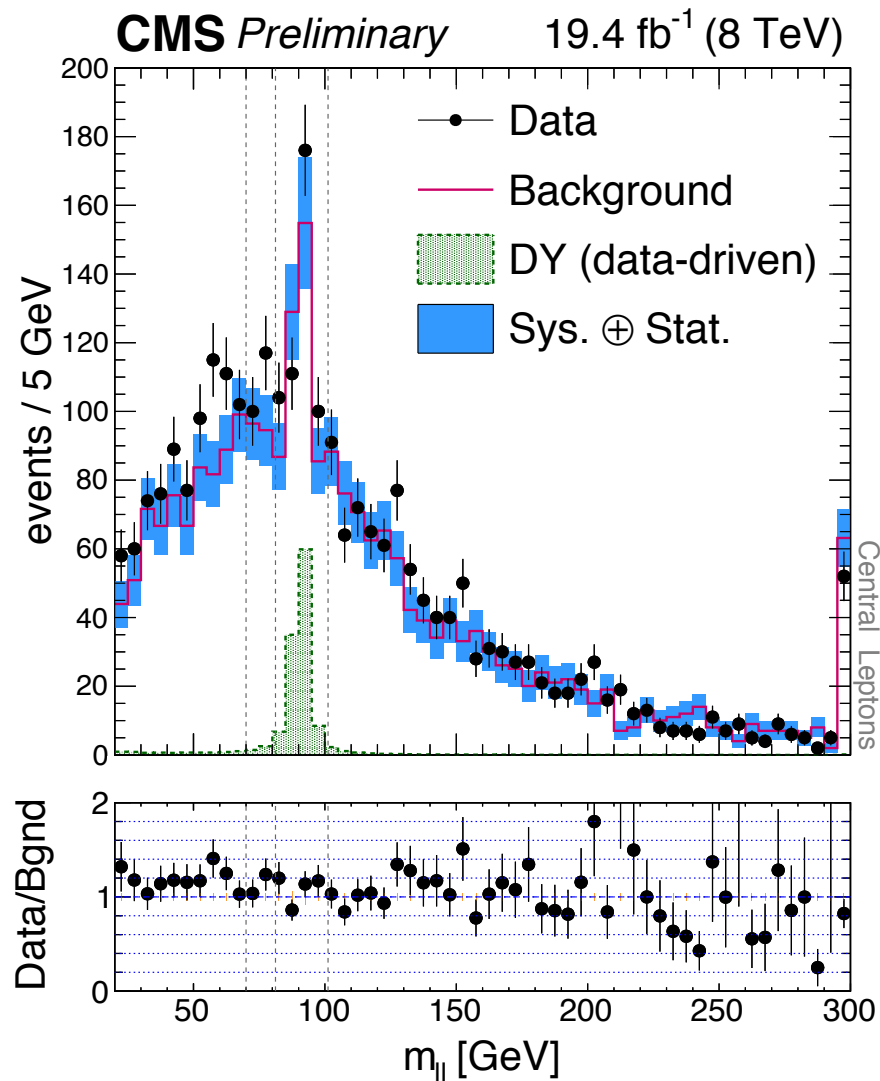 CMS Preliminary 19.4 fb⁻¹ (8 TeV)
200
180
160
140
120
100
80
60
40
20
0
events / 5 GeV
Data
Background
DY (data-driven)
Sys. ⊕ Stat.
Central Leptons
2
1
0
Data/Bgnd
50 100 150 200 250 300
m_ll [GeV]